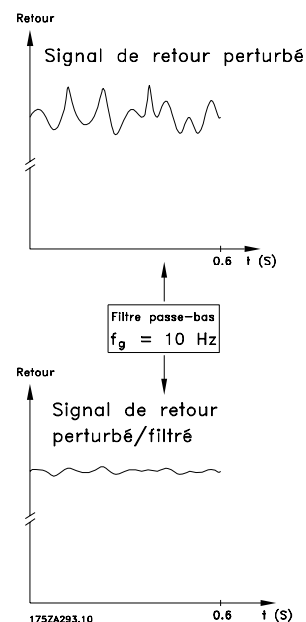 Retour
Signal de retour perturbé
0.6 t (S)
Filtre passe-bas
fg = 10 Hz
Retour
Signal de retour
perturbé/filtré
175ZA293.10
0.6 t (S)